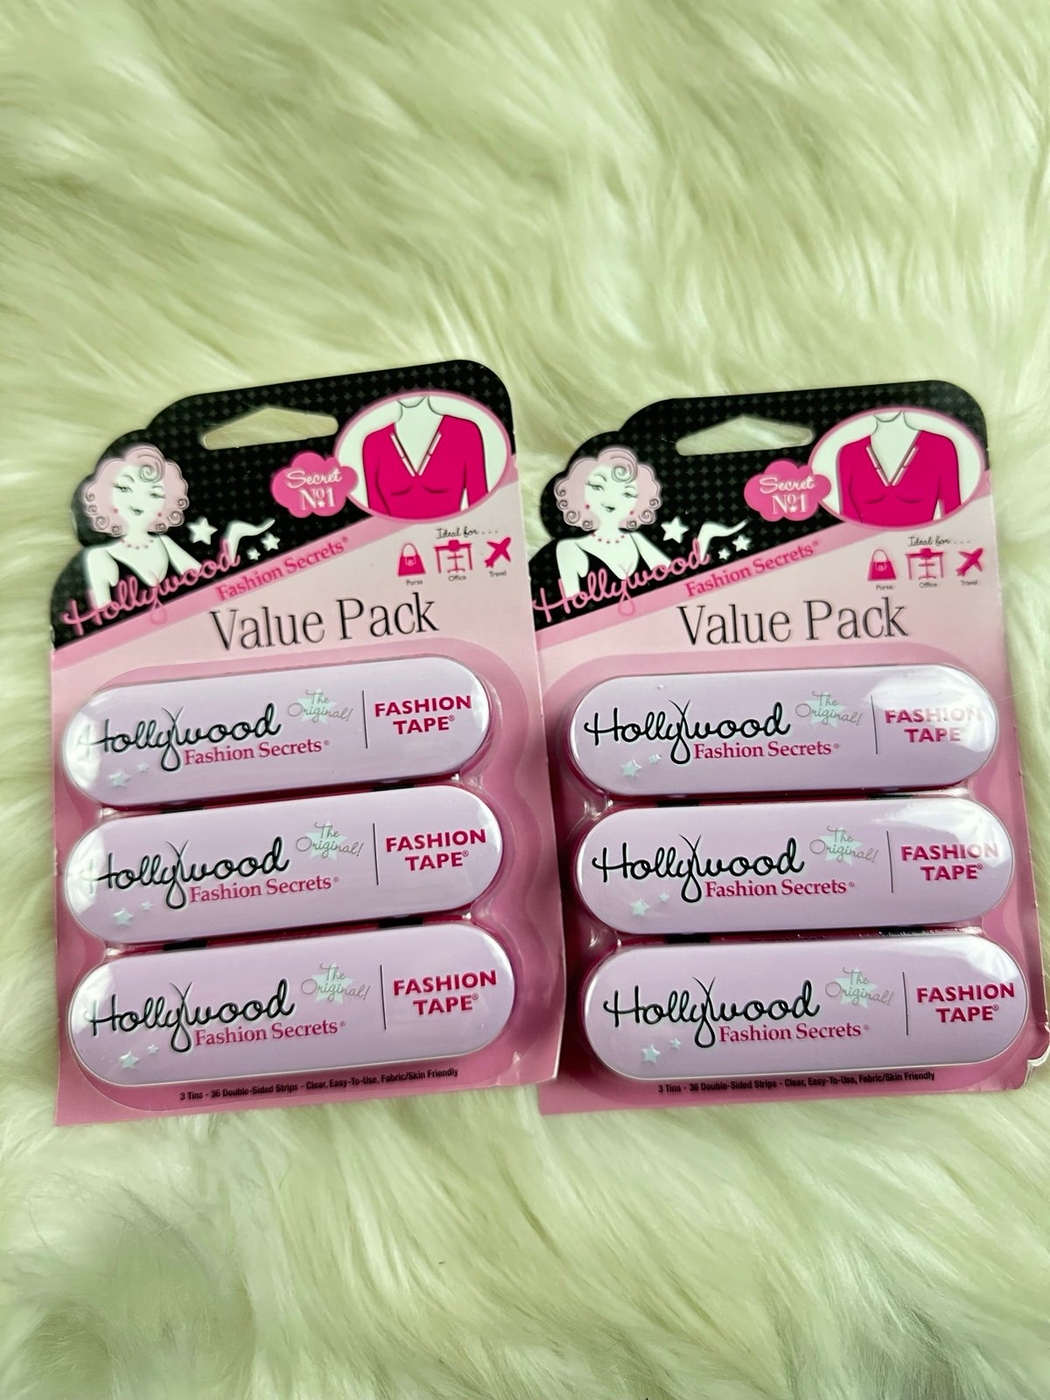 Secret
Nº1
Ideal for...
Purse
Office
Travel
Hollywood
Fashion Secrets®
Value Pack
Hollywood
Fashion Secrets®
The
Original!
FASHION
TAPE®
Hollywood
Fashion Secrets®
The
Original!
FASHION
TAPE®
Hollywood
Fashion Secrets®
The
Original!
FASHION
TAPE®
3 Tins - 36 Double-Sided Strips - Clear, Easy-To-Use, Fabric/Skin Friendly
Secret
Nº1
Ideal for...
Purse
Office
Travel
Hollywood
Fashion Secrets®
Value Pack
Hollywood
Fashion Secrets®
The
Original!
FASHION
TAPE®
Hollywood
Fashion Secrets®
The
Original!
FASHION
TAPE®
Hollywood
Fashion Secrets®
The
Original!
FASHION
TAPE®
3 Tins - 36 Double-Sided Strips - Clear, Easy-To-Use, Fabric/Skin Friendly